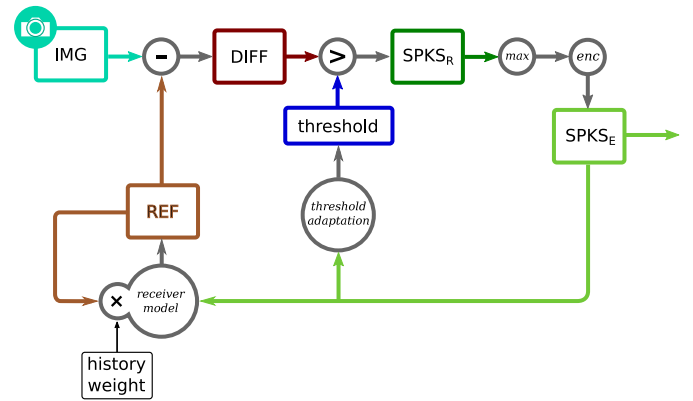 IMG
-
DIFF
>
SPKS_R
max
enc
threshold
SPKS_E
REF
threshold
adaptation
×
receiver
model
history
weight